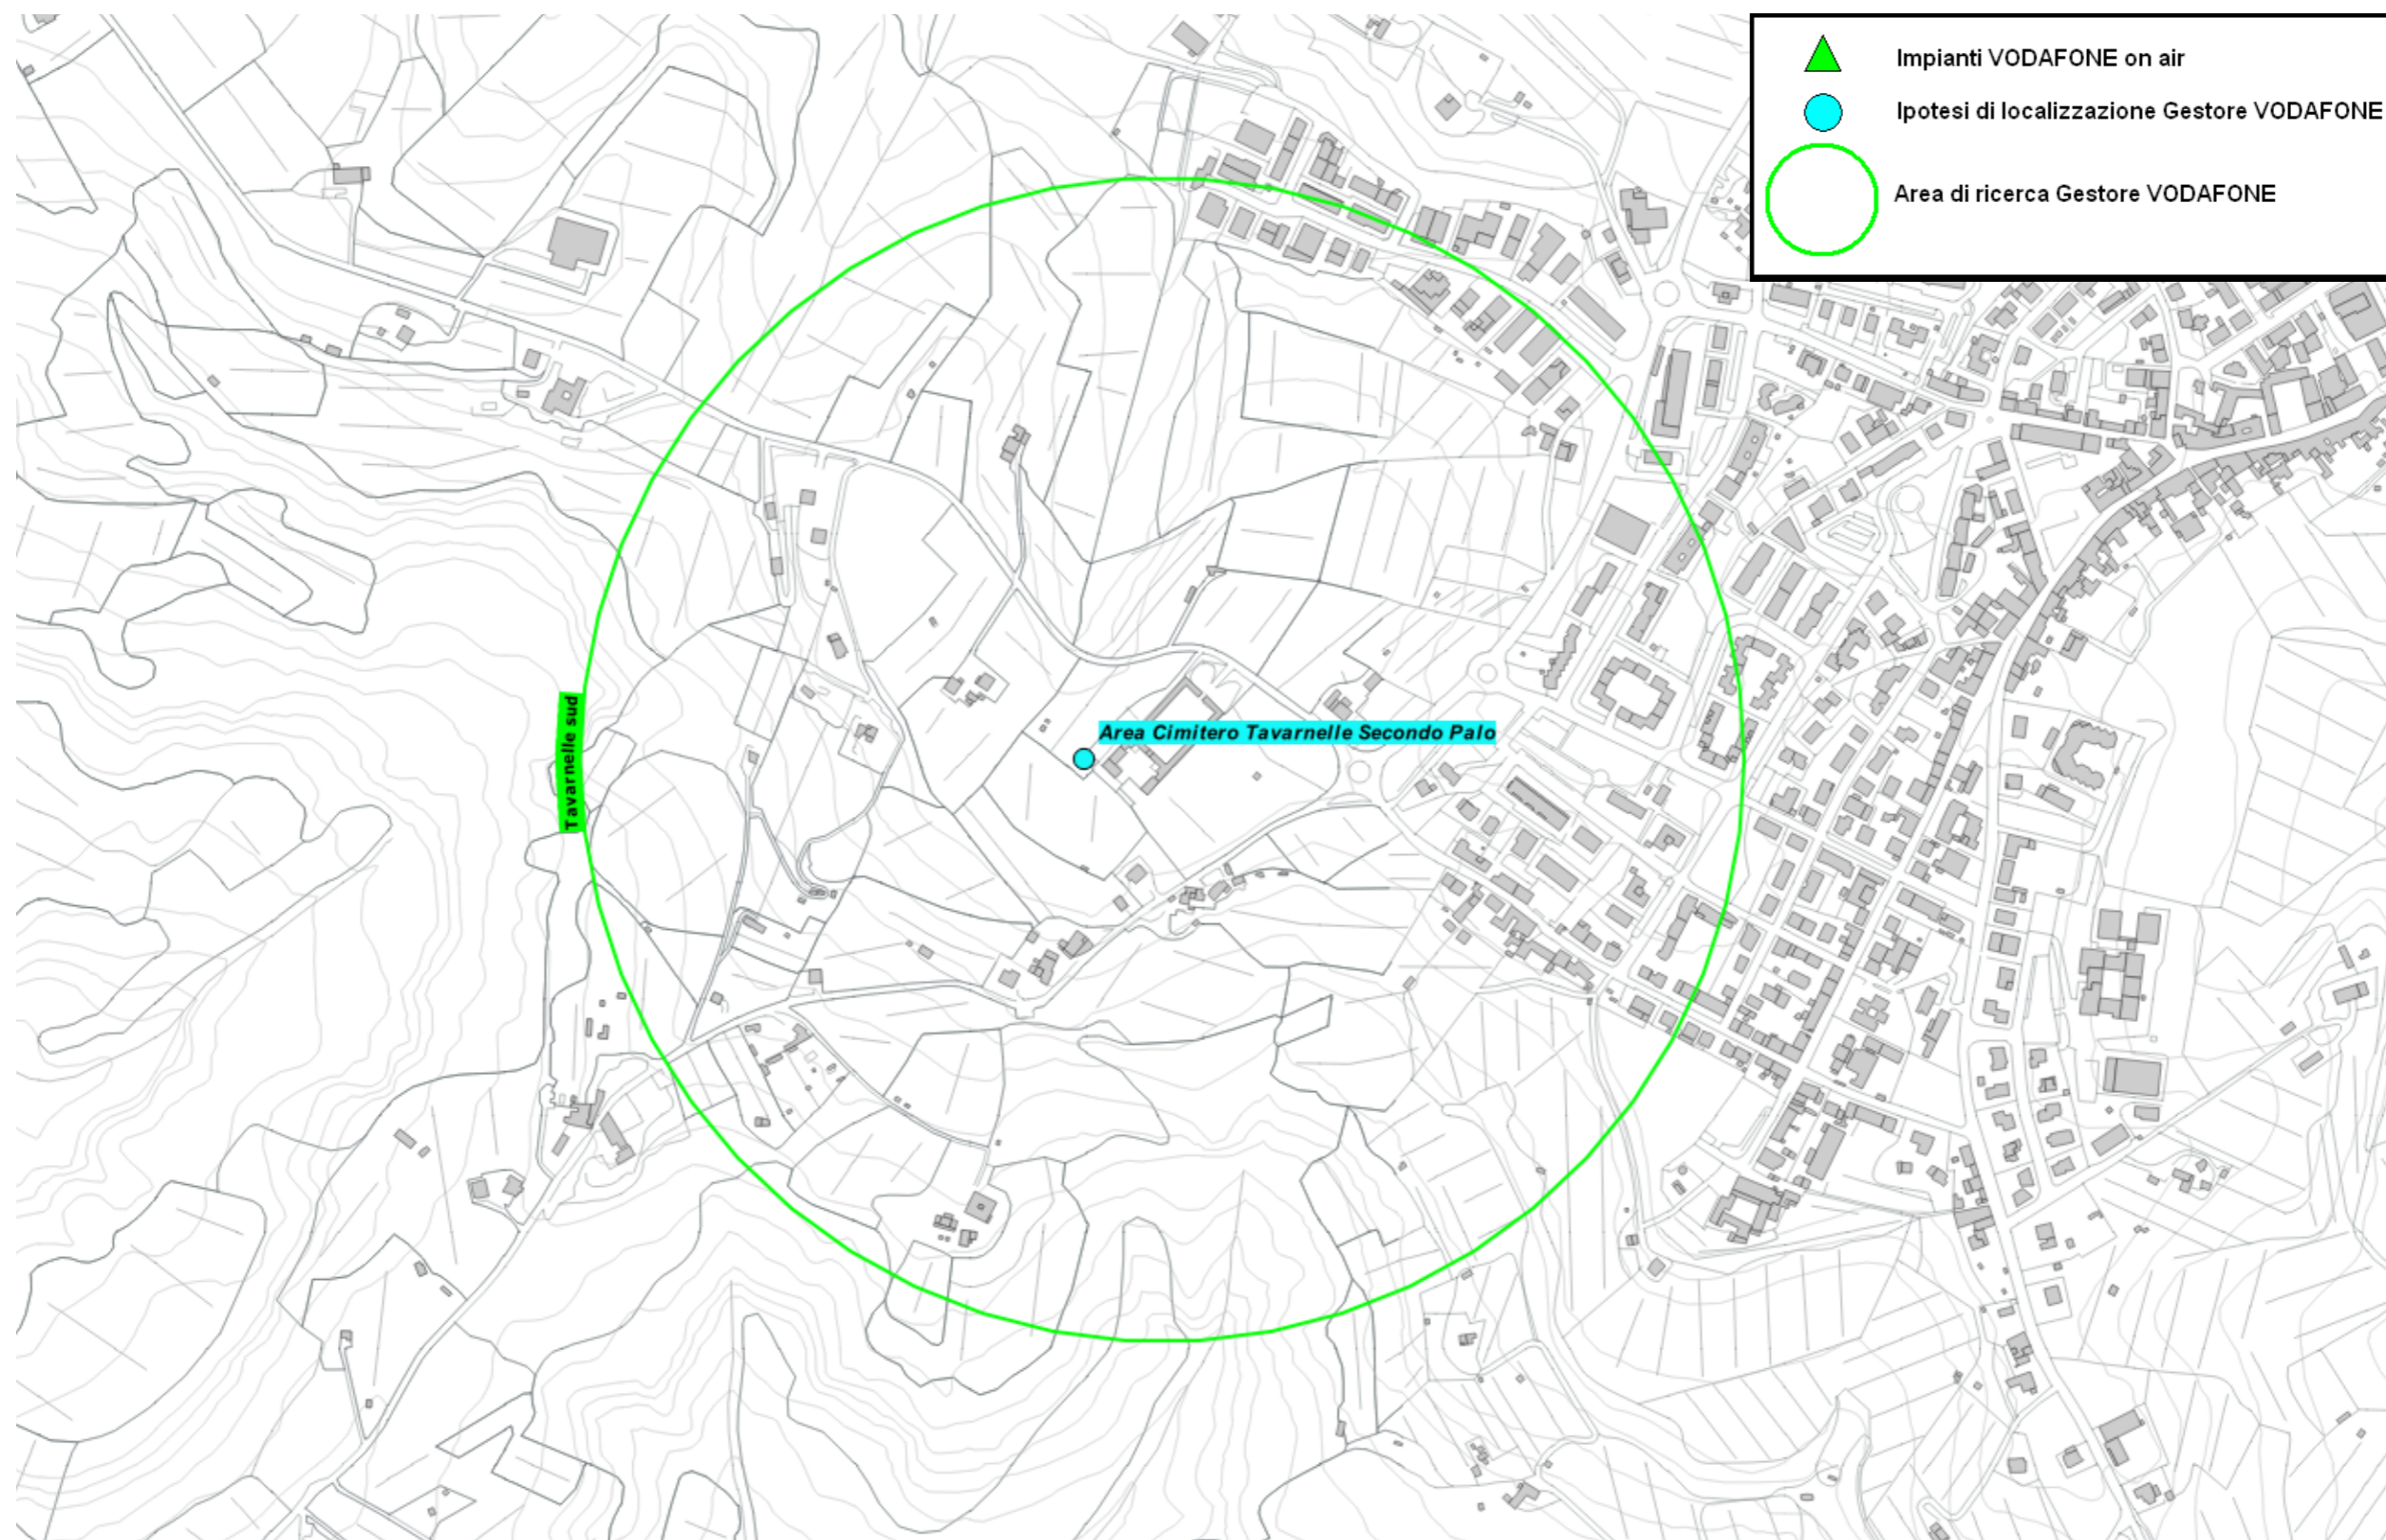 Impianti VODAFONE on air
Ipotesi di localizzazione Gestore VODAFONE
Area di ricerca Gestore VODAFONE
Tavarnelle sud
Area Cimitero Tavarnelle Secondo Palo